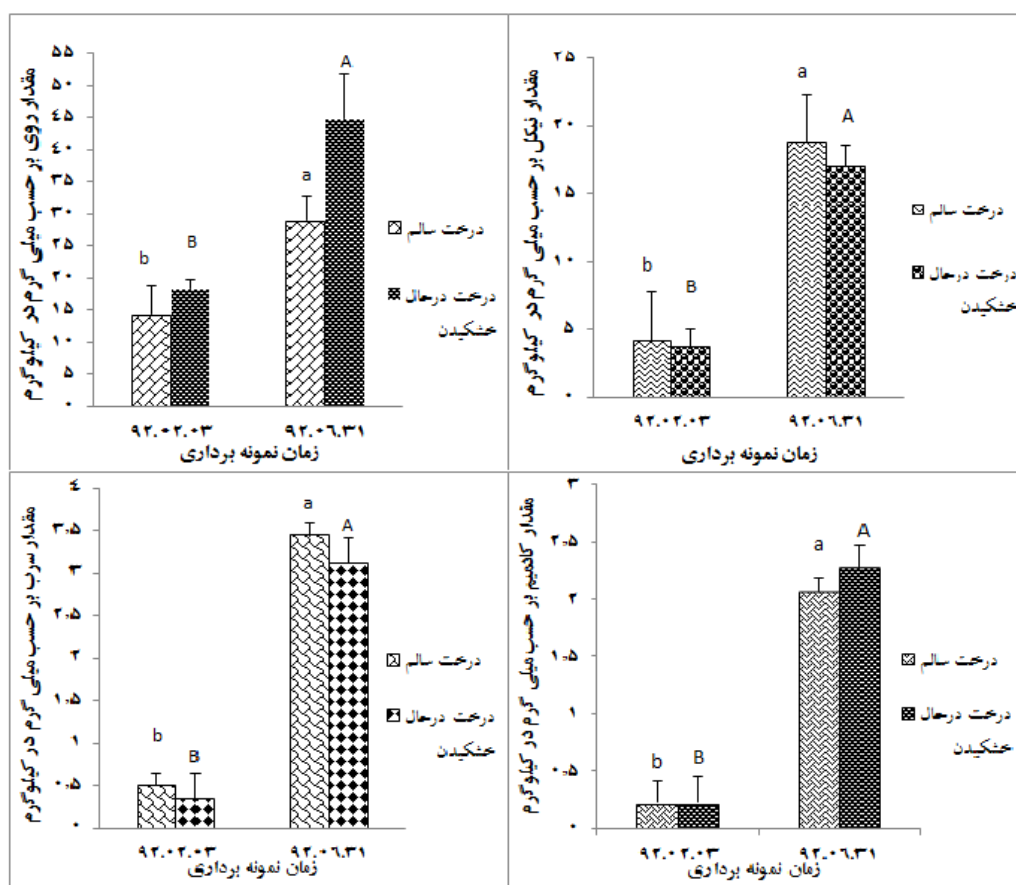 مقدار نیکل بر حسب میلی گرم در کیلوگرم
۲۵
۲۰
۱۵
۱۰
۵
۰
a
A
b
B
درخت سالم
درخت درحال
خشکیدن
۹۲.۰۲.۰۳
۹۲.۰۶.۳۱
زمان نمونه برداری
مقدار روی بر حسب میلی گرم در کیلوگرم
۵۵
۵۰
۴۵
۴۰
۳۵
۳۰
۲۵
۲۰
۱۵
۱۰
۵
۰
b
B
a
A
درخت سالم
درخت درحال
خشکیدن
۹۲.۰۲.۰۳
۹۲.۰۶.۳۱
زمان نمونه برداری
مقدار کادمیم بر حسب میلی گرم در کیلوگرم
۳
۲.۵
۲
۱.۵
۱
۰.۵
۰
b
B
a
A
درخت سالم
درخت درحال
خشکیدن
۹۲.۰۲.۰۳
۹۲.۰۶.۳۱
زمان نمونه برداری
مقدار سرب بر حسب میلی گرم در کیلوگرم
۴
۳.۵
۳
۲.۵
۲
۱.۵
۱
۰.۵
۰
b
B
a
A
درخت سالم
درخت درحال
خشکیدن
۹۲.۰۲.۰۳
۹۲.۰۶.۳۱
زمان نمونه برداری